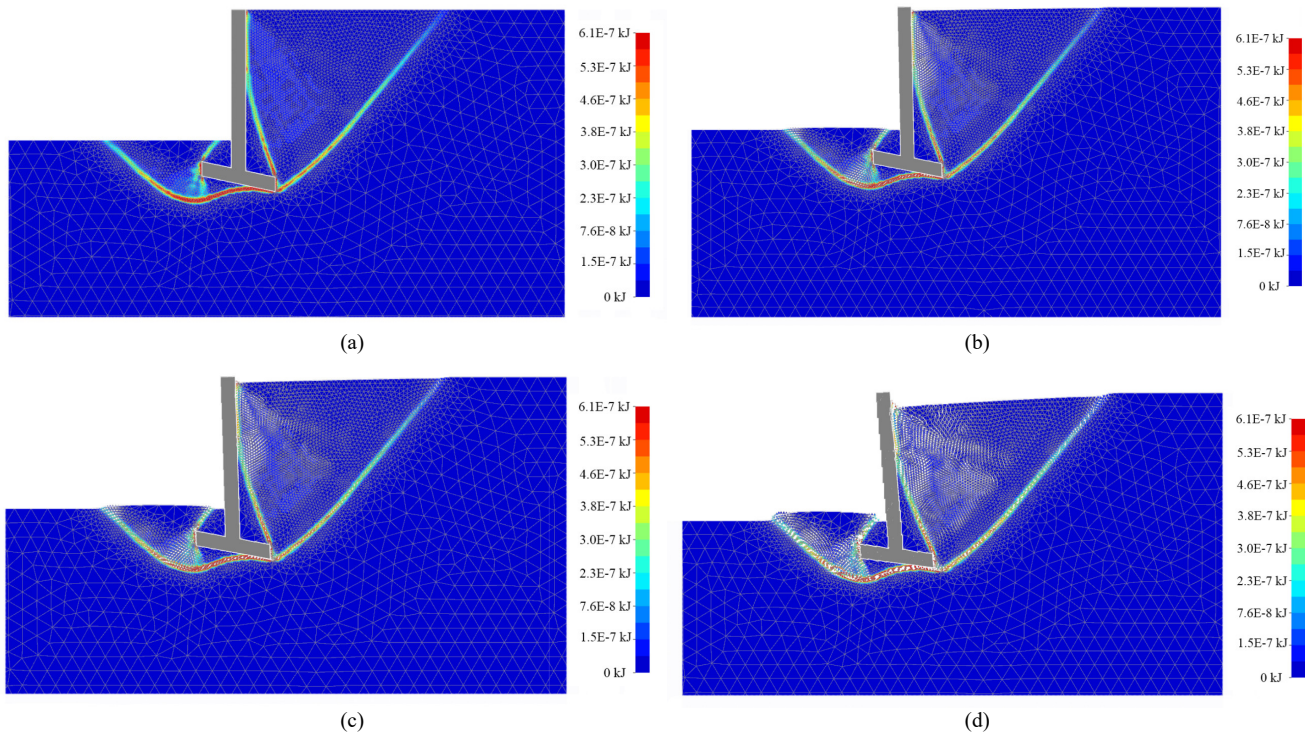 6.1E-7 kJ
5.3E-7 kJ
4.6E-7 kJ
3.8E-7 kJ
3.0E-7 kJ
2.3E-7 kJ
7.6E-8 kJ
1.5E-7 kJ
0 kJ
(a)
6.1E-7 kJ
5.3E-7 kJ
4.6E-7 kJ
3.8E-7 kJ
3.0E-7 kJ
2.3E-7 kJ
7.6E-8 kJ
1.5E-7 kJ
0 kJ
(b)
6.1E-7 kJ
5.3E-7 kJ
4.6E-7 kJ
3.8E-7 kJ
3.0E-7 kJ
2.3E-7 kJ
7.6E-8 kJ
1.5E-7 kJ
0 kJ
(c)
6.1E-7 kJ
5.3E-7 kJ
4.6E-7 kJ
3.8E-7 kJ
3.0E-7 kJ
2.3E-7 kJ
7.6E-8 kJ
1.5E-7 kJ
0 kJ
(d)